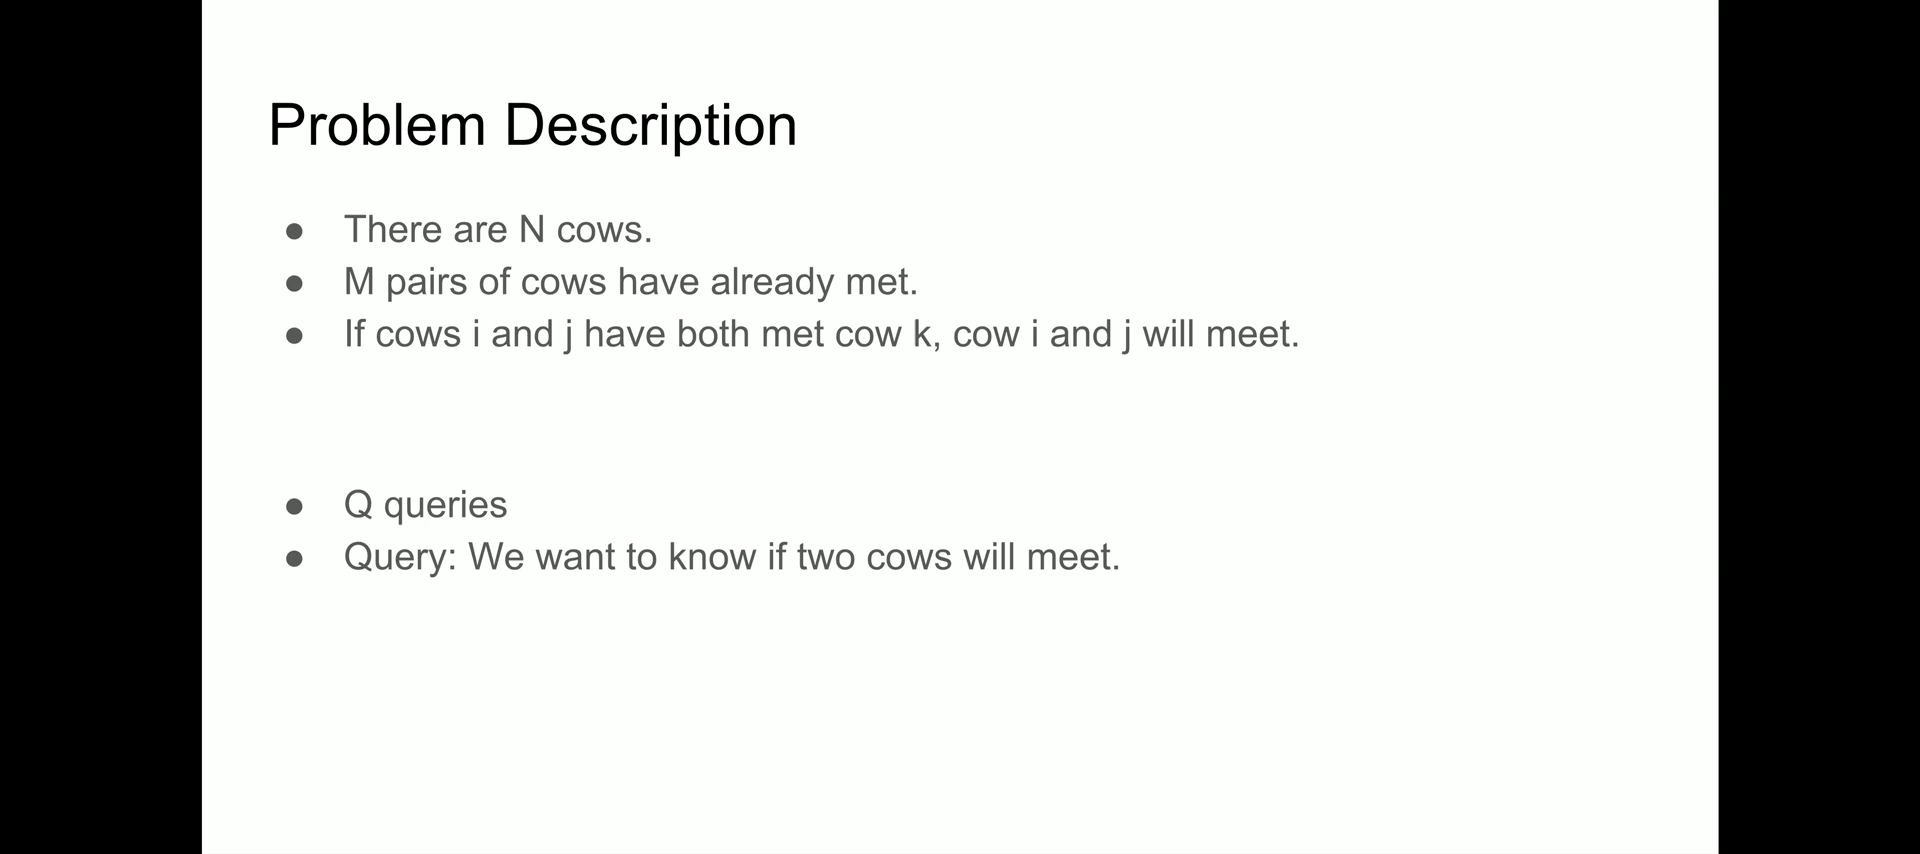 Problem Description
● There are N cows.
● M pairs of cows have already met.
● If cows i and j have both met cow k, cow i and j will meet.
● Q queries
● Query: We want to know if two cows will meet.